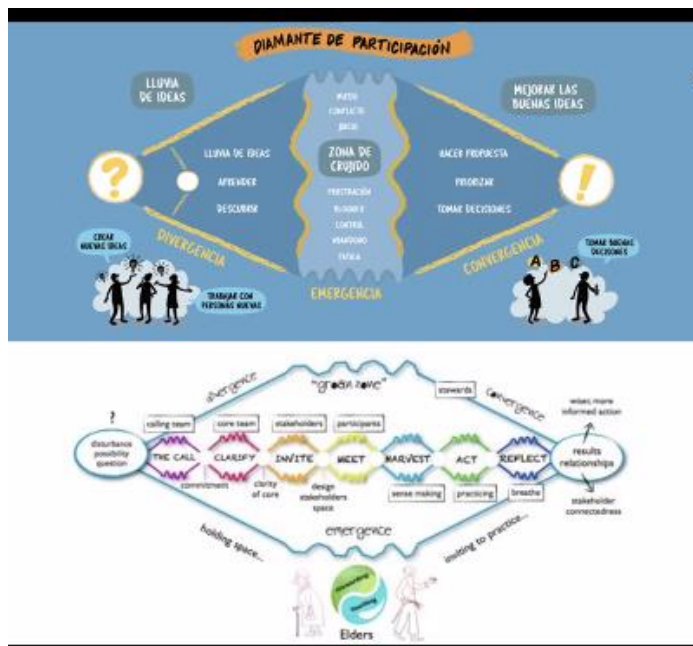 DIAMANTE DE PARTICIPACIÓN
LLUVIA
DE IDEAS
MEJORAR LAS
BUENAS IDEAS
MIEDO
CONFLICTO
JUICIO
ZONA DE
CRUJIDO
FRUSTRACIÓN
BLOQUEO
CONTROL
ABANDONO
FATIGA
?
LLUVIA DE IDEAS
APRENDER
DESCUBRIR
HACER PROPUESTA
PRIORIZAR
TOMAR DECISIONES
!
DIVERGENCIA
EMERGENCIA
CONVERGENCIA
CREAR
NUEVAS IDEAS
TRABAJAR CON
PERSONAS NUEVAS
TOMAR BUENAS
DECISIONES
A B C
divergence
"groan zone"
stewards
convergence
wiser, more
informed action
?
calling team
core team
stakeholders
participants
disturbance
possibility
question
THE CALL
CLARIFY
INVITE
MEET
HARVEST
ACT
REFLECT
results
relationships
commitment
clarity
of core
design
stakeholders
space
sense making
practicing
breathe
stakeholder
connectedness
holding space...
emergence
inviting to practice...
Elders